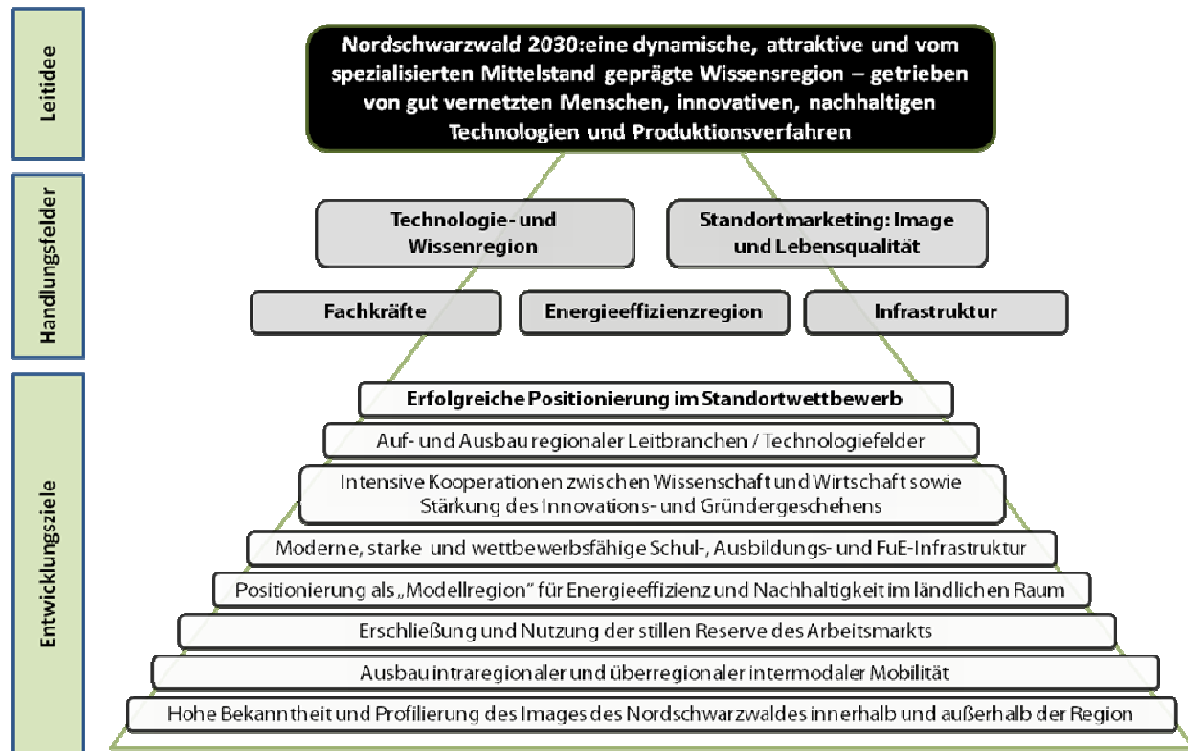 Leitidee
Nordschwarzwald 2030:eine dynamische, attraktive und vom
spezialisierten Mittelstand geprägte Wissensregion – getrieben
von gut vernetzten Menschen, innovativen, nachhaltigen
Technologien und Produktionsverfahren
Handlungsfelder
Technologie- und
Wissenregion
Standortmarketing: Image
und Lebensqualität
Fachkräfte
Energieeffizienzregion
Infrastruktur
Entwicklungsziele
Erfolgreiche Positionierung im Standortwettbewerb
Auf- und Ausbau regionaler Leitbranchen / Technologiefelder
Intensive Kooperationen zwischen Wissenschaft und Wirtschaft sowie
Stärkung des Innovations- und Gründergeschehens
Moderne, starke und wettbewerbsfähige Schul-, Ausbildungs- und FuE-Infrastruktur
Positionierung als „Modellregion“ für Energieeffizienz und Nachhaltigkeit im ländlichen Raum
Erschließung und Nutzung der stillen Reserve des Arbeitsmarkts
Ausbau intraregionaler und überregionaler intermodaler Mobilität
Hohe Bekanntheit und Profilierung des Images des Nordschwarzwaldes innerhalb und außerhalb der Region